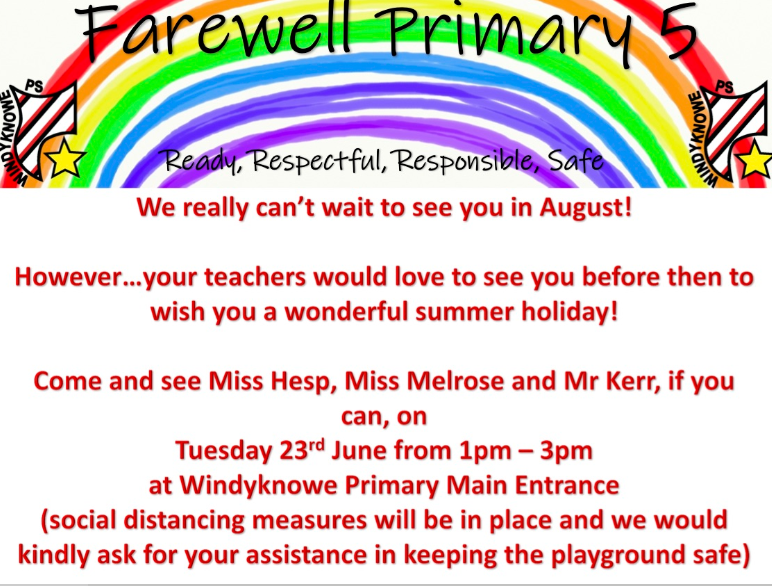 Farewell Primary 5
PS
WINDYKNOWE
PS
WINDYKNOWE
Ready, Respectful, Responsible, Safe
We really can't wait to see you in August!
However...your teachers would love to see you before then to
wish you a wonderful summer holiday!
Come and see Miss Hesp, Miss Melrose and Mr Kerr, if you
can, on
Tuesday 23rd June from 1pm – 3pm
at Windyknowe Primary Main Entrance
(social distancing measures will be in place and we would
kindly ask for your assistance in keeping the playground safe)